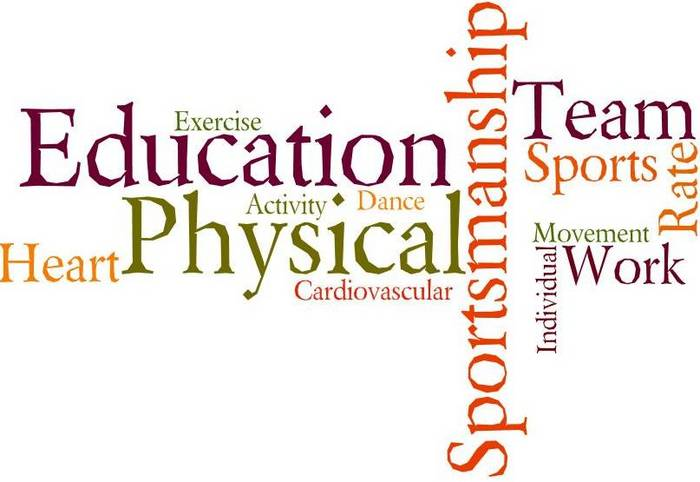 Exercise
Education
Activity
Dance
Physical
Heart
Cardiovascular
Sportsmanship
Team
Sports
Rate
Movement
Individual
Work